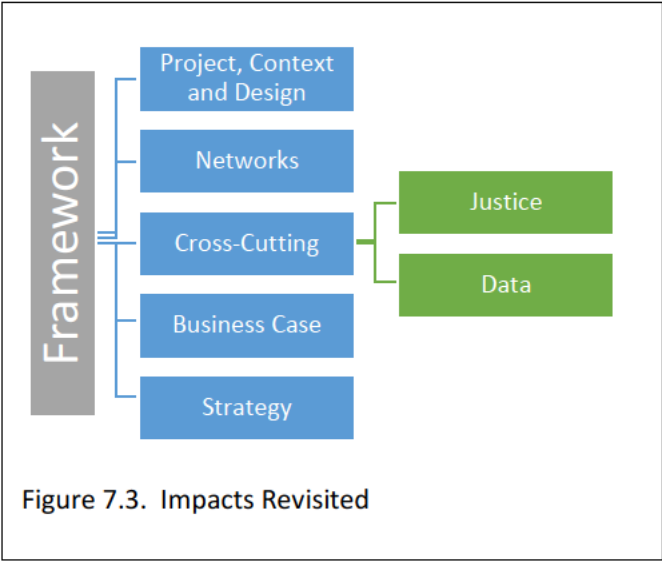 Framework
Project, Context
and Design
Networks
Cross-Cutting
Business Case
Strategy
Justice
Data
Figure 7.3. Impacts Revisited